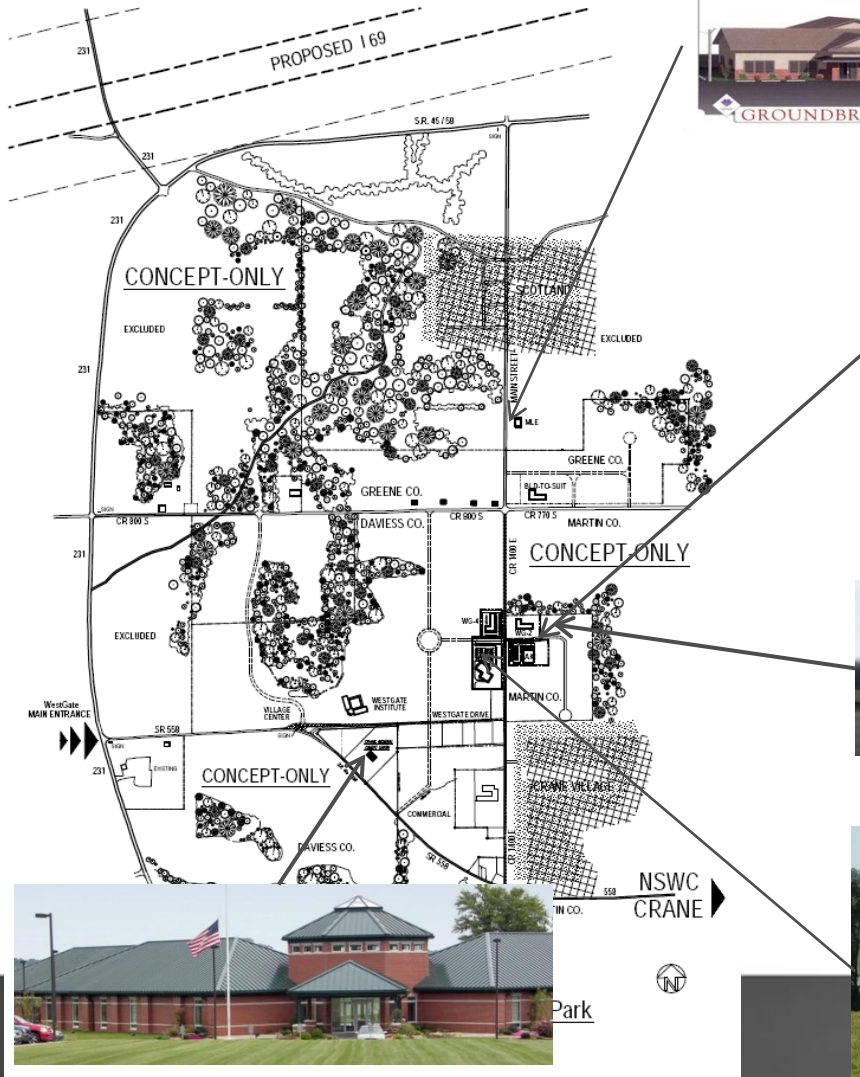 231
PROPOSED I 69
GROUNDBR
S.R. 45 / 58
SIGN
231
231
CONCEPT-ONLY
SCOTLAND
EXCLUDED
EXCLUDED
231
MAIN STREET
MLE
GREENE CO.
GREENE CO.
BLD-TO-SUIT
SIGN
CR 800 S
DAVIESS CO.
CR 800 S
CR 770 S
MARTIN CO.
231
CR 1400 E
CONCEPT-ONLY
WG-4
WG-2
EXCLUDED
MARTIN CO.
WestGate
MAIN ENTRANCE
VILLAGE
CENTER
WESTGATE
INSTITUTE
WESTGATE DRIVE
SR 558
SIGN
SIGN
231
EXISTING
CONCEPT-ONLY
CRANE VILLAGE
COMMERCIAL
DAVIESS CO.
SR 558
CR 1400 E
558
NSWC
CRANE
TIN CO.
N
Park